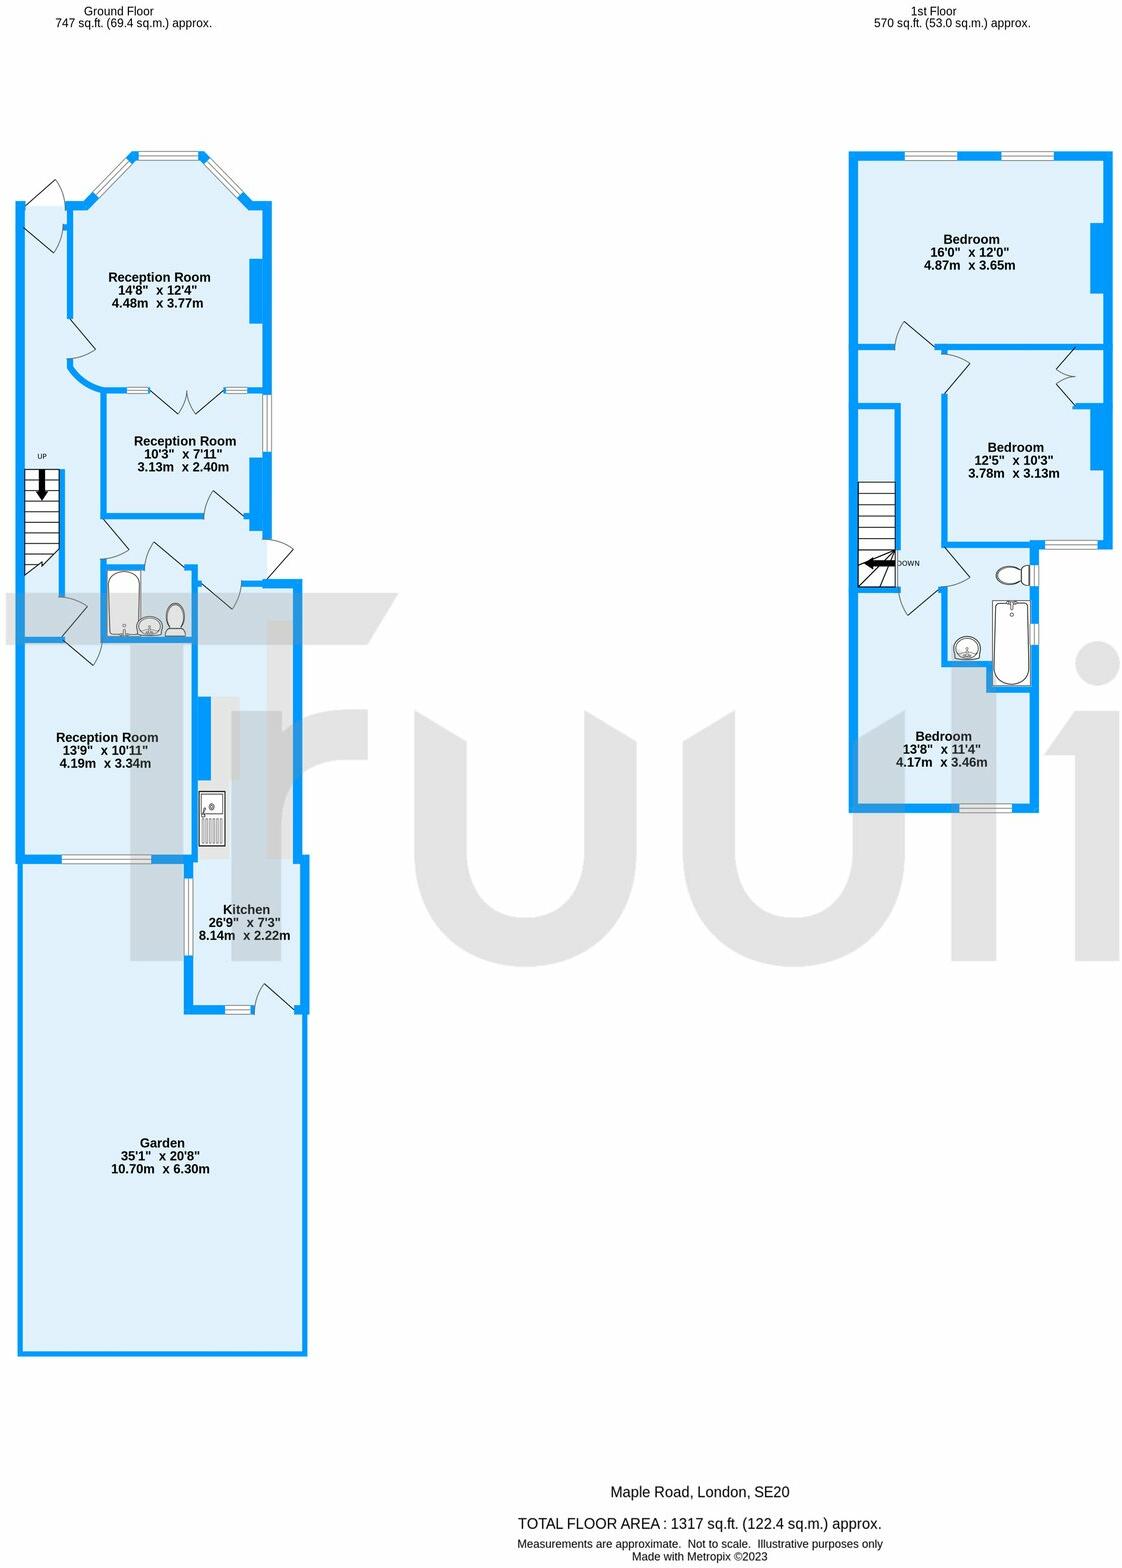 Ground Floor
747 sq.ft. (69.4 sq.m.) approx.
1st Floor
570 sq.ft. (53.0 sq.m.) approx.
Reception Room
14'8" x 12'4"
4.48m x 3.77m
Reception Room
10'3" x 7'11"
3.13m x 2.40m
UP
Reception Room
13'9" x 10'11"
4.19m x 3.34m
Kitchen
26'9" x 7'3"
8.14m x 2.22m
Garden
35'1" x 20'8"
10.70m x 6.30m
Bedroom
16'0" x 12'0"
4.87m x 3.65m
Bedroom
12'5" x 10'3"
3.78m x 3.13m
DOWN
Bedroom
13'8" x 11'4"
4.17m x 3.46m
Truuli
Maple Road, London, SE20
TOTAL FLOOR AREA : 1317 sq.ft. (122.4 sq.m.) approx.
Measurements are approximate. Not to scale. Illustrative purposes only
Made with Metropix ©2023